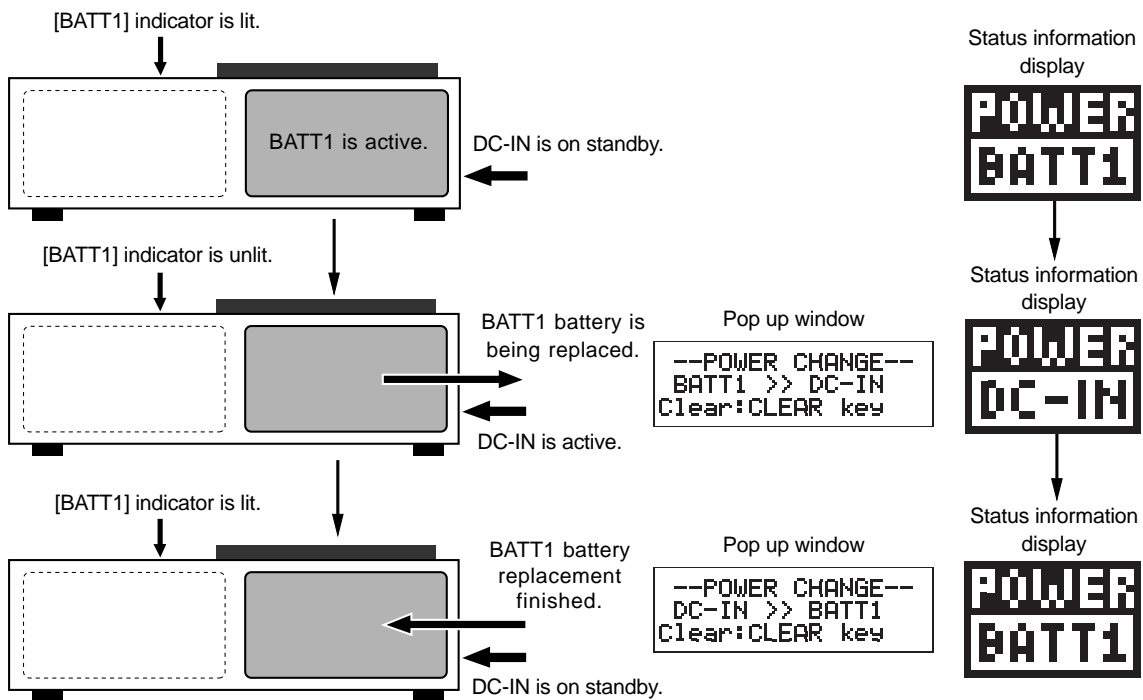 [BATT1] indicator is lit.
BATT1 is active.
DC-IN is on standby.
Status information
display
POWER
BATT1
[BATT1] indicator is unlit.
BATT1 battery is
being replaced.
DC-IN is active.
Pop up window
--POWER CHANGE--
BATT1 >> DC-IN
Clear:CLEAR key
Status information
display
POWER
DC-IN
[BATT1] indicator is lit.
BATT1 battery
replacement
finished.
DC-IN is on standby.
Pop up window
--POWER CHANGE--
DC-IN >> BATT1
Clear:CLEAR key
Status information
display
POWER
BATT1